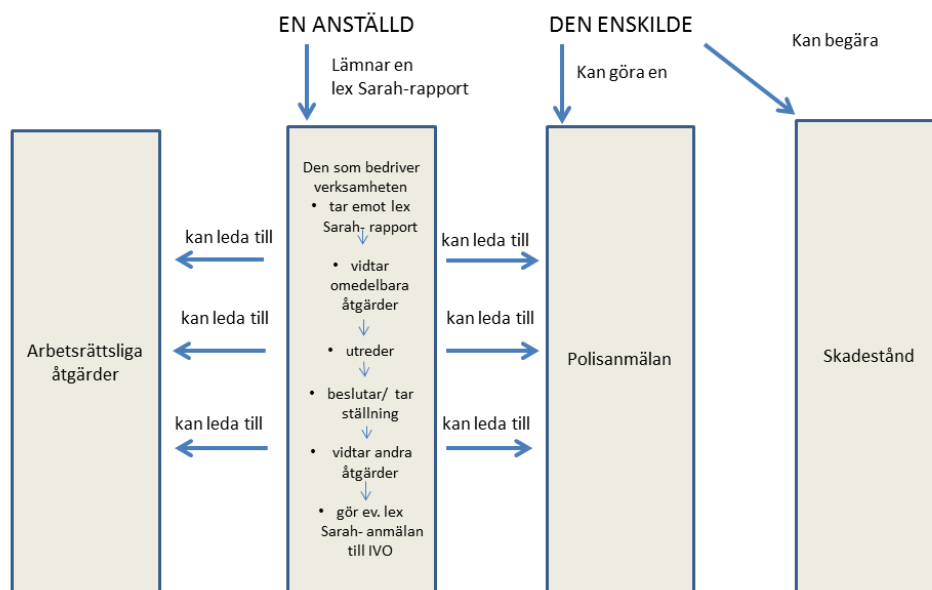 EN ANSTÄLLD
DEN ENSKILDE
Kan begära
Lämnar en
lex Sarah-rapport
Kan göra en
Den som bedriver
verksamheten
• tar emot lex
Sarah- rapport
• vidtar
omedelbara
åtgärder
• utreder
• beslutar/ tar
ställning
• vidtar andra
åtgärder
• gör ev. lex
Sarah- anmälan
till IVO
kan leda till
kan leda till
kan leda till
kan leda till
kan leda till
kan leda till
Arbetsrättsliga
åtgärder
Polisanmälan
Skadestånd